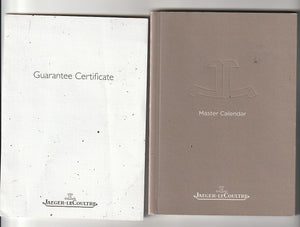 Guarantee Certificate
JAEGER-LECOULTRE
Master Calendar
JAEGER-LECOULTRE